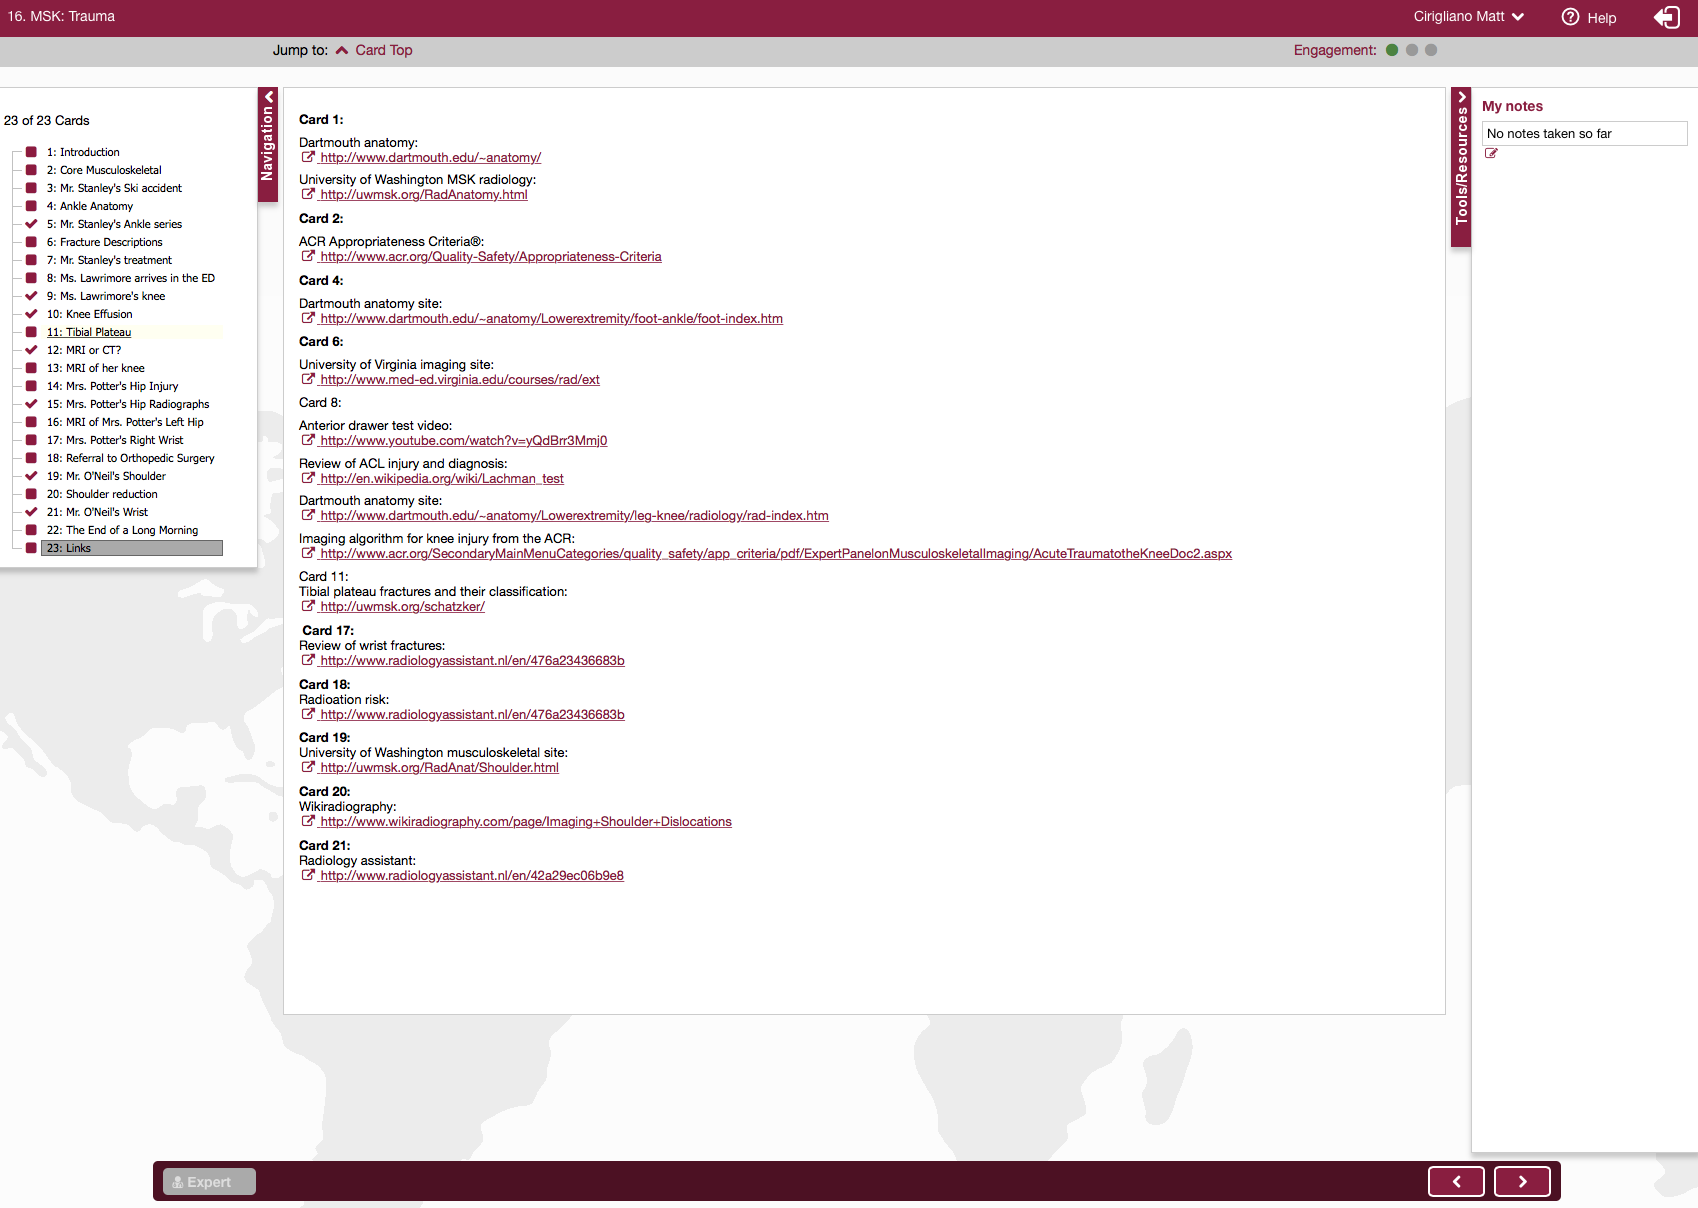 16. MSK: Trauma
Cirigliano Matt
Help
Jump to: Card Top
Engagement:
23 of 23 Cards
1: Introduction
2: Core Musculoskeletal
3: Mr. Stanley's Ski accident
4: Ankle Anatomy
5: Mr. Stanley's Ankle series
6: Fracture Descriptions
7: Mr. Stanley's treatment
8: Ms. Lawrimore arrives in the ED
9: Ms. Lawrimore's knee
10: Knee Effusion
11: Tibial Plateau
12: MRI or CT?
13: MRI of her knee
14: Mrs. Potter's Hip Injury
15: Mrs. Potter's Hip Radiographs
16: MRI of Mrs. Potter's Left Hip
17: Mrs. Potter's Right Wrist
18: Referral to Orthopedic Surgery
19: Mr. O'Neil's Shoulder
20: Shoulder reduction
21: Mr. O'Neil's Wrist
22: The End of a Long Morning
23: Links
Navigation
Card 1:
Dartmouth anatomy:
http://www.dartmouth.edu/~anatomy/
University of Washington MSK radiology:
http://uwmsk.org/RadAnatomy.html
Card 2:
ACR Appropriateness Criteria®:
http://www.acr.org/Quality-Safety/Appropriateness-Criteria
Card 4:
Dartmouth anatomy site:
http://www.dartmouth.edu/~anatomy/Lowerextremity/foot-ankle/foot-index.htm
Card 6:
University of Virginia imaging site:
http://www.med-ed.virginia.edu/courses/rad/ext
Card 8:
Anterior drawer test video:
http://www.youtube.com/watch?v=yQdBrr3Mmj0
Review of ACL injury and diagnosis:
http://en.wikipedia.org/wiki/Lachman_test
Dartmouth anatomy site:
http://www.dartmouth.edu/~anatomy/Lowerextremity/leg-knee/radiology/rad-index.htm
Imaging algorithm for knee injury from the ACR:
http://www.acr.org/SecondaryMainMenuCategories/quality_safety/app_criteria/pdf/ExpertPanelonMusculoskeletalImaging/AcuteTraumatotheKneeDoc2.aspx
Card 11:
Tibial plateau fractures and their classification:
http://uwmsk.org/schatzker/
Card 17:
Review of wrist fractures:
http://www.radiologyassistant.nl/en/476a23436683b
Card 18:
Radioation risk:
http://www.radiologyassistant.nl/en/476a23436683b
Card 19:
University of Washington musculoskeletal site:
http://uwmsk.org/RadAnat/Shoulder.html
Card 20:
Wikiradiography:
http://www.wikiradiography.com/page/Imaging+Shoulder+Dislocations
Card 21:
Radiology assistant:
http://www.radiologyassistant.nl/en/42a29ec06b9e8
Tools/Resources
My notes
No notes taken so far
Expert